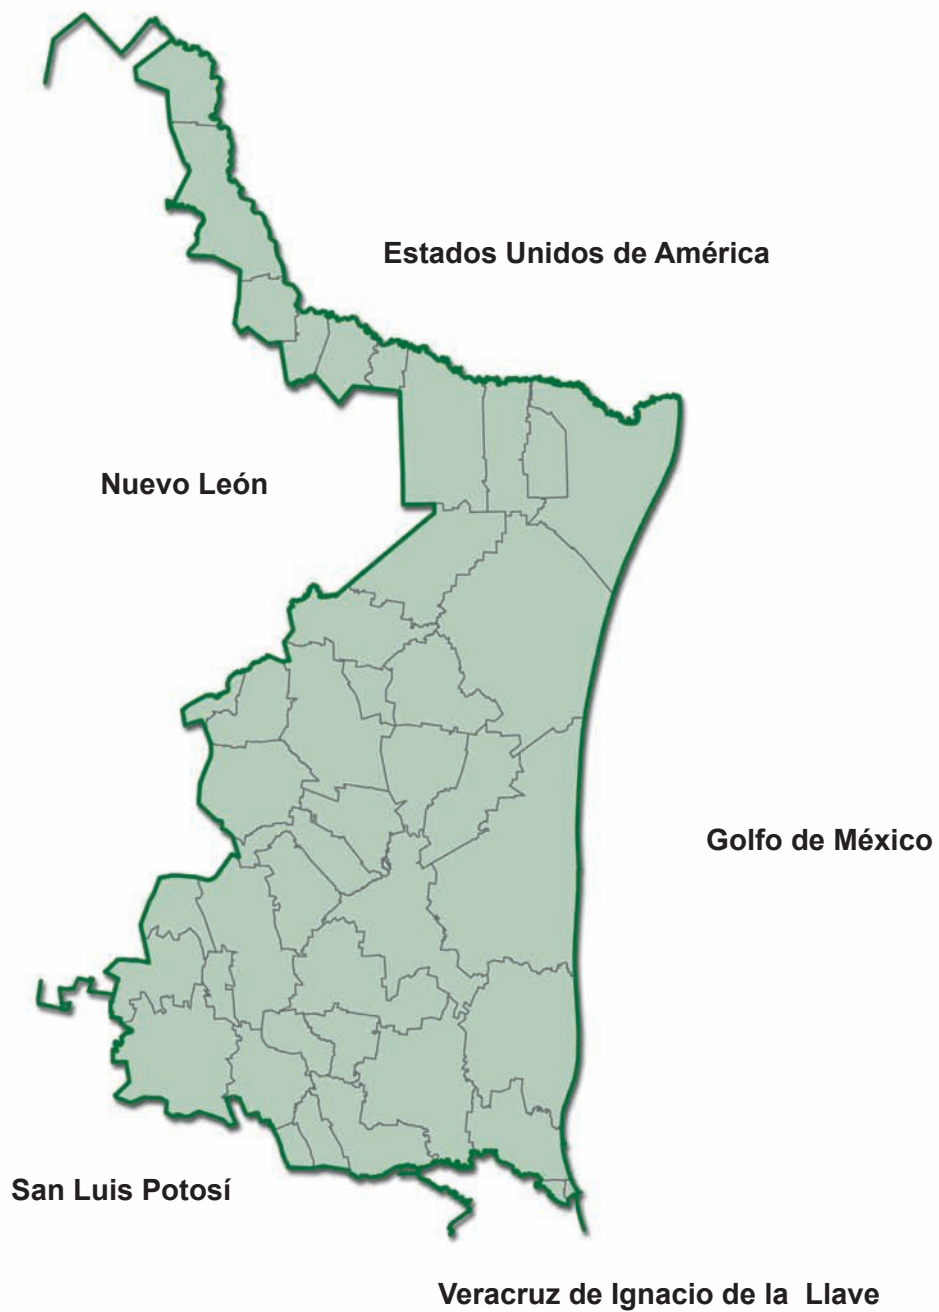 Estados Unidos de América
Nuevo León
Golfo de México
San Luis Potosí
Veracruz de Ignacio de la Llave